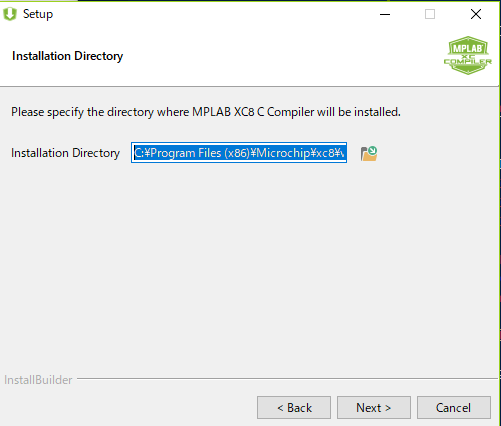 Setup
Installation Directory
MPLAB
XC
COMPILER
Please specify the directory where MPLAB XC8 C Compiler will be installed.
Installation Directory C:¥Program Files (x86)¥Microchip¥xc8¥v
InstallBuilder
< Back Next > Cancel